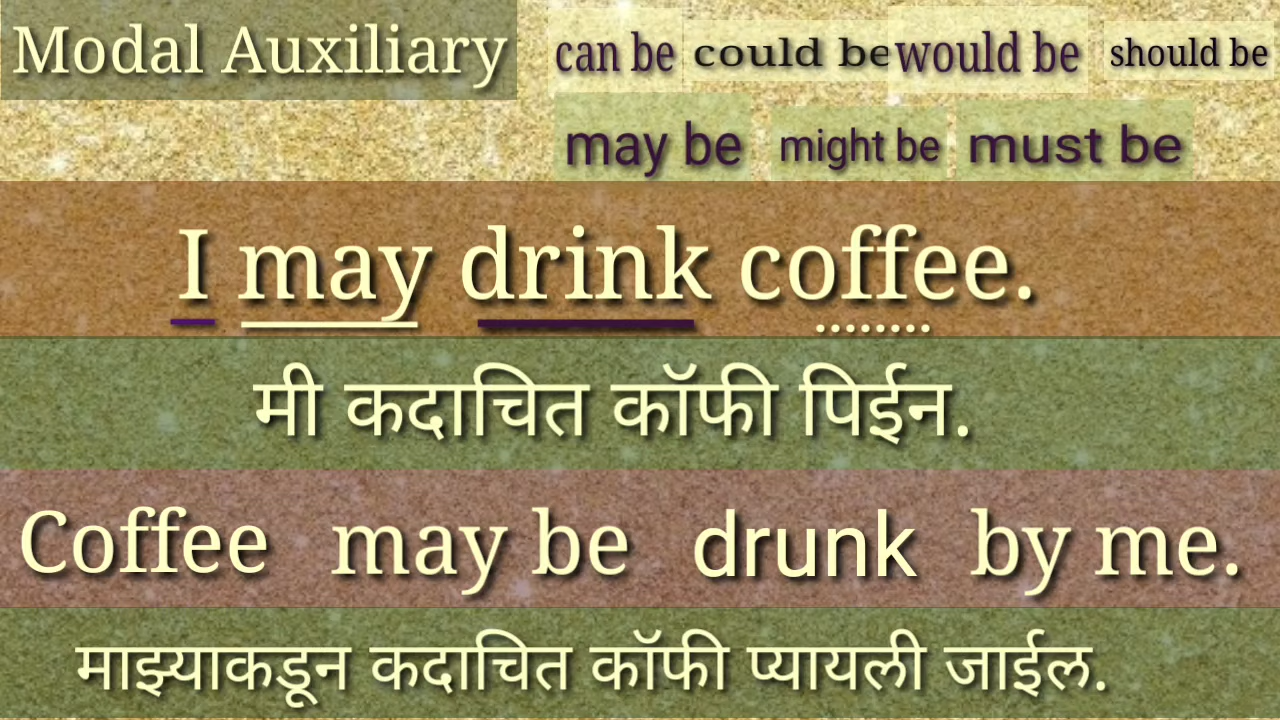 Modal Auxiliary can be could be would be should be
may be might be must be
I may drink coffee.
मी कदाचित कॉफी पिईन.
Coffee may be drunk by me.
माझ्याकडून कदाचित कॉफी प्यायली जाईल.